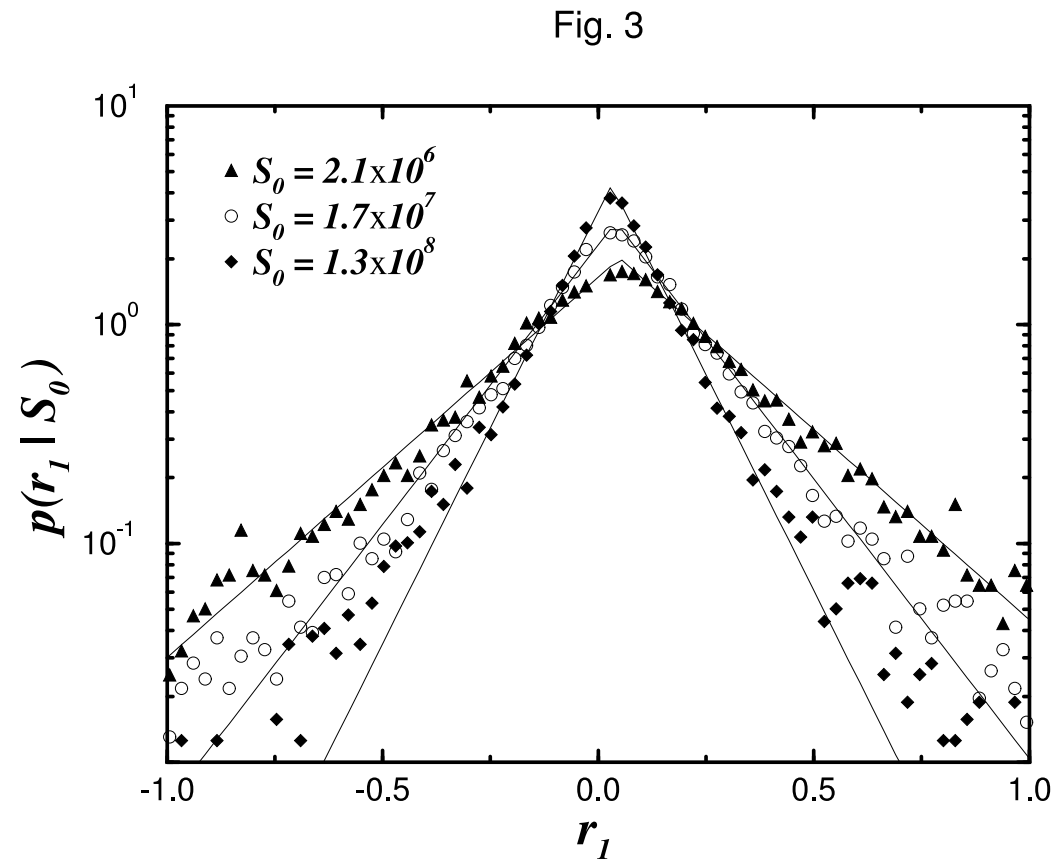 Fig. 3
10^1
10^0
10^-1
p(r_1 | S_0)
▲ S_0 = 2.1x10^6
○ S_0 = 1.7x10^7
◆ S_0 = 1.3x10^8
-1.0 -0.5 0.0 0.5 1.0
r_1